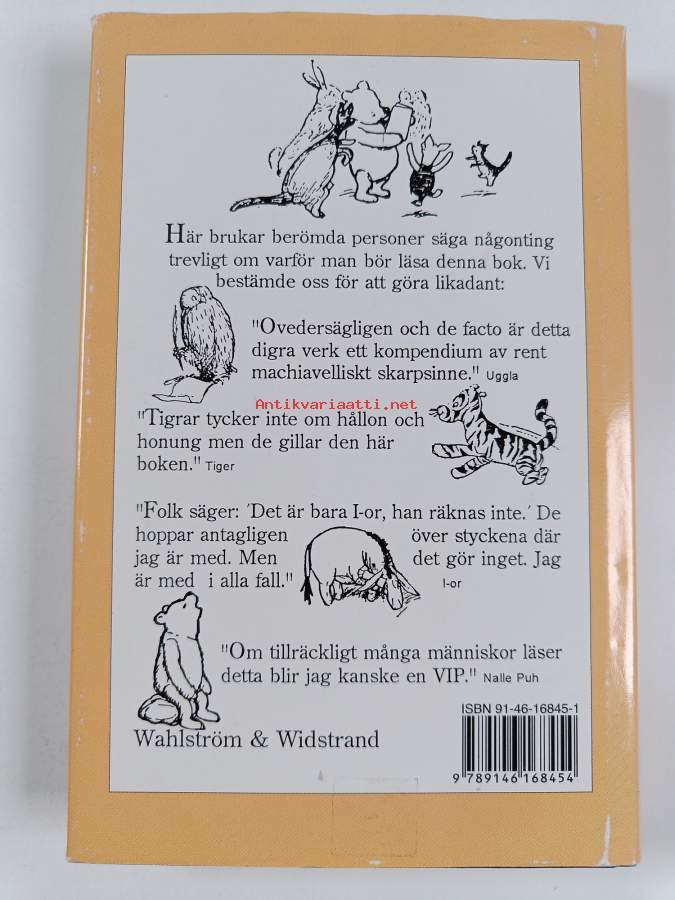 Här brukar berömda personer säga någonting
trevligt om varför man bör läsa denna bok. Vi
bestämde oss för att göra likadant:
"Ovedersägligen och de facto är detta
digra verk ett kompendium av rent
machiavelliskt skarpsinne." Uggla
Antikvariaatti.net
"Tigrar tycker inte om hållon och
honung men de gillar den här
boken." Tiger
"Folk säger: ´Det är bara I-or, han räknas inte.´ De
hoppar antagligen över styckena där
jag är med. Men det gör inget. Jag
är med i alla fall." I-or
"Om tillräckligt många människor läser
detta blir jag kanske en VIP." Nalle Puh
ISBN 91-46-16845-1
Wahlström & Widstrand
9 789146 168454